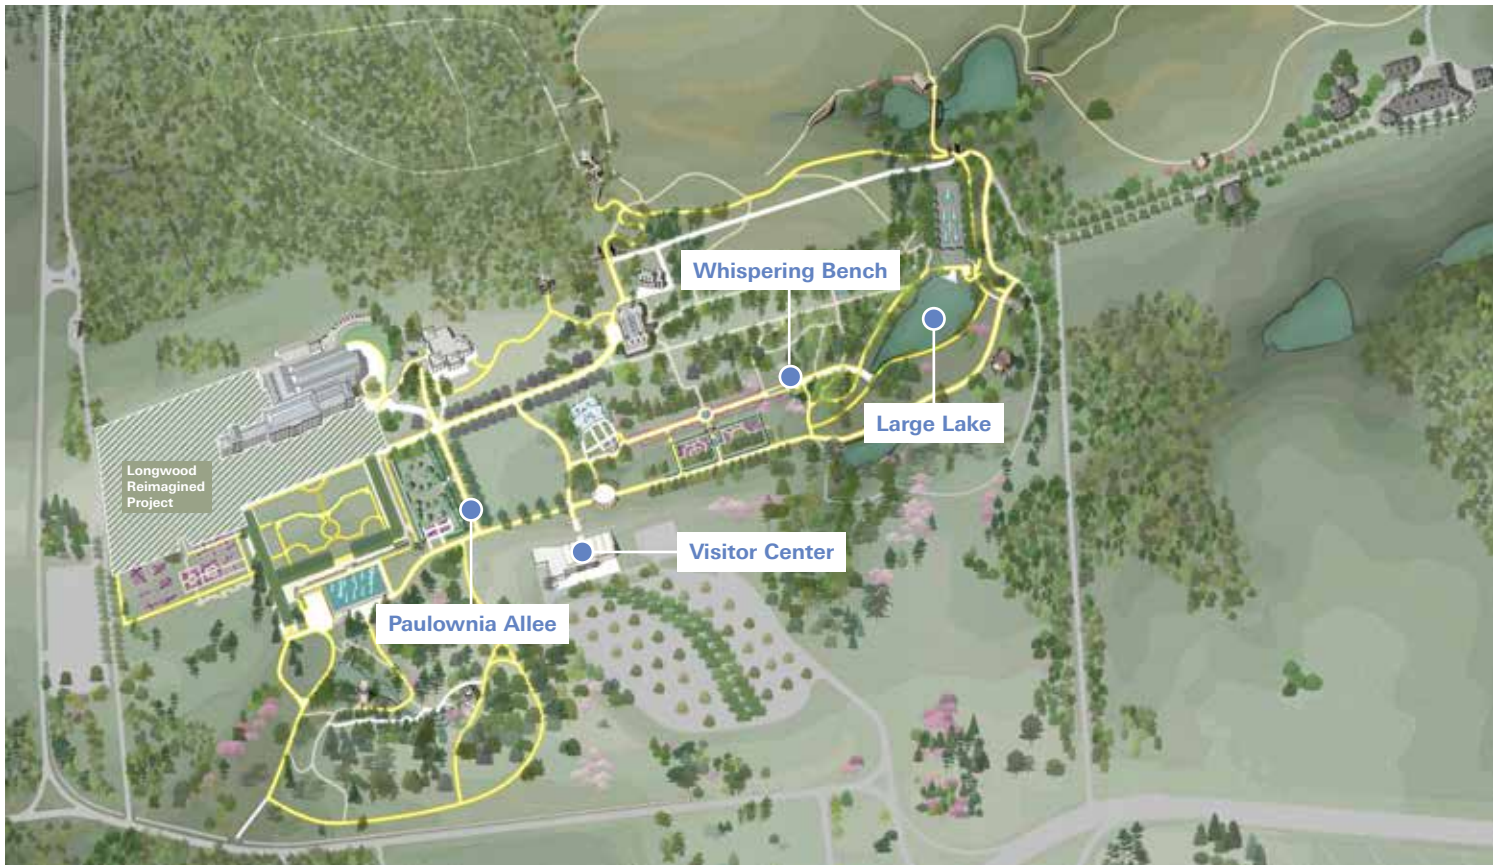 Whispering Bench
Large Lake
Longwood
Reimagined
Project
Visitor Center
Paulownia Allee